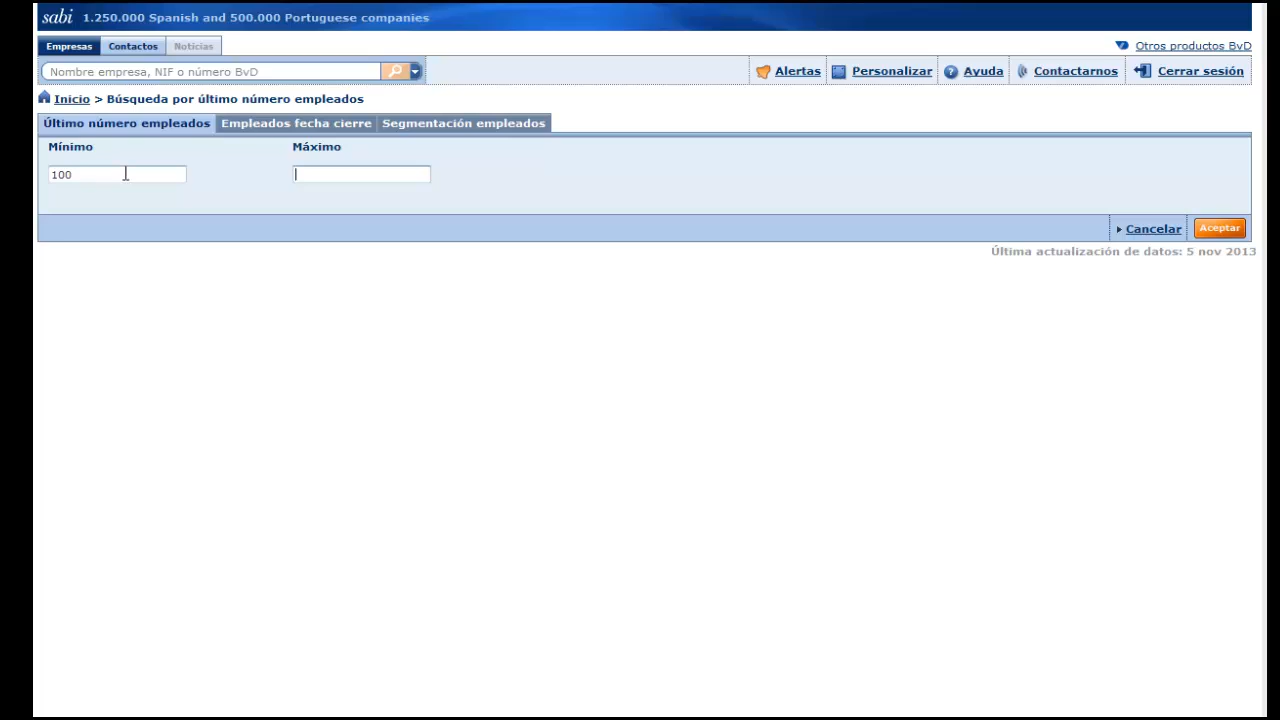 sabi 1.250.000 Spanish and 500.000 Portuguese companies
Empresas Contactos Noticias Otros productos BvD
Nombre empresa, NIF o número BvD Alertas Personalizar Ayuda Contactarnos Cerrar sesión
Inicio > Búsqueda por último número empleados
Último número empleados Empleados fecha cierre Segmentación empleados
Mínimo Máximo
100
Cancelar Aceptar
Última actualización de datos: 5 nov 2013